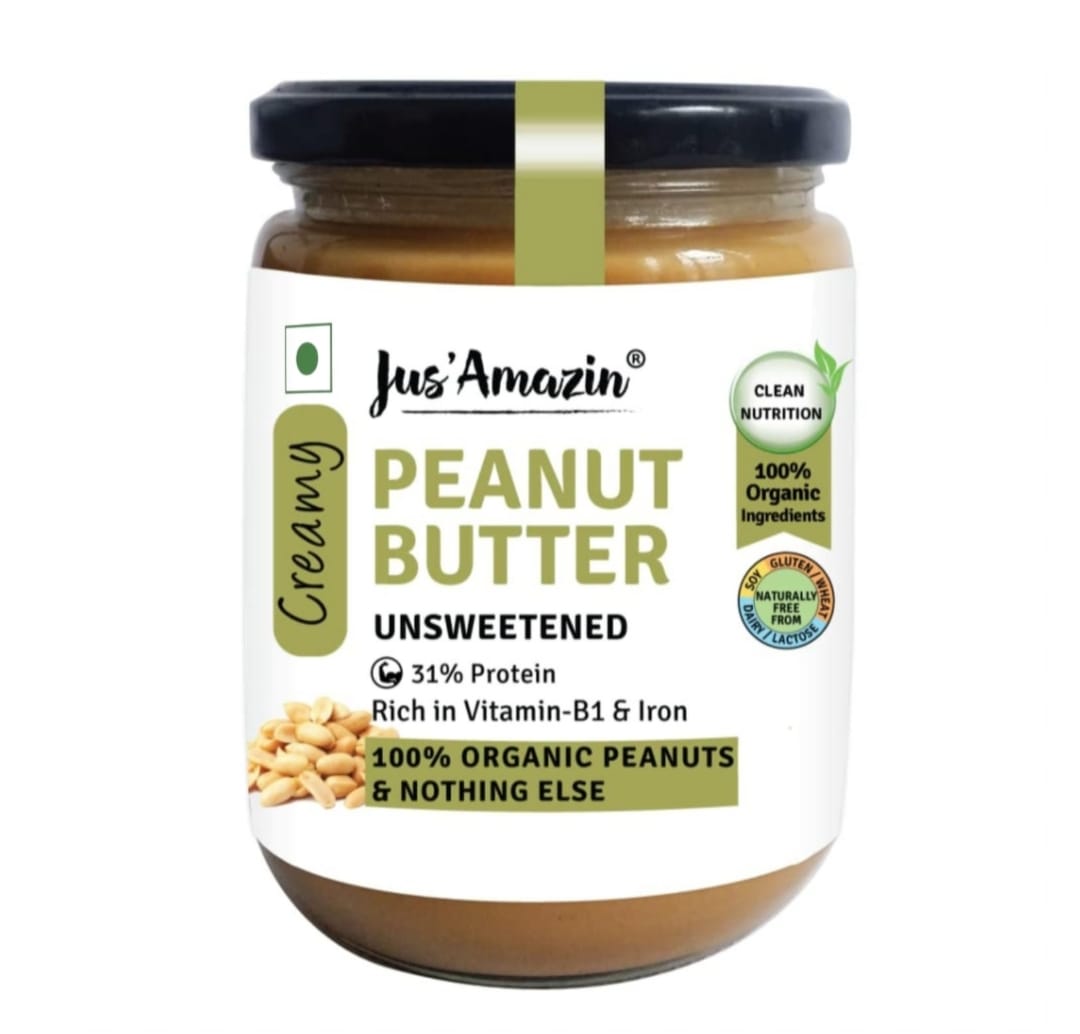 Jus'Amazin®
Creamy
PEANUT
BUTTER
UNSWEETENED
31% Protein
Rich in Vitamin-B1 & Iron
100% ORGANIC PEANUTS
& NOTHING ELSE
CLEAN
NUTRITION
100%
Organic
Ingredients
SOY GLUTEN / WHEAT
NATURALLY
FREE
FROM
DAIRY / LACTOSE